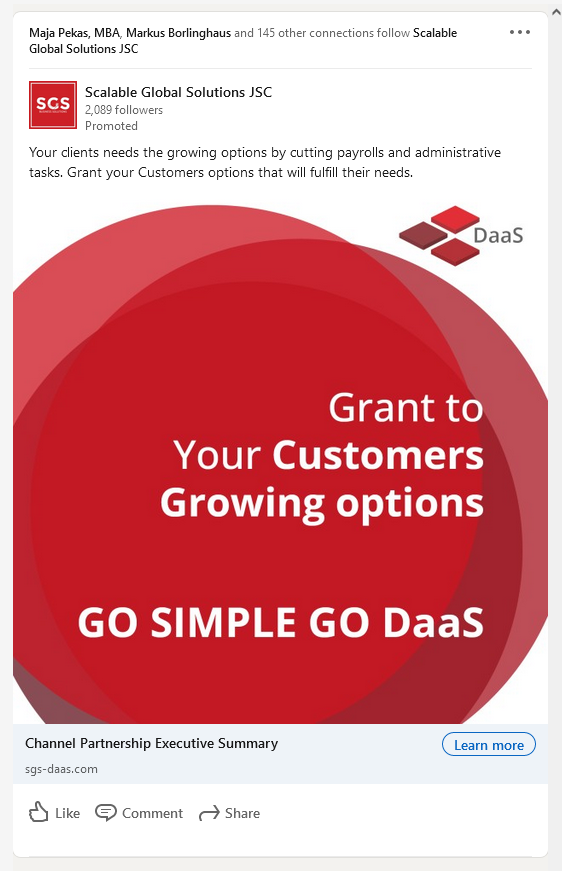 Maja Pekas, MBA, Markus Borlinghaus and 145 other connections follow Scalable
Global Solutions JSC
SGS
Scalable Global Solutions JSC
2,089 followers
Promoted
Your clients needs the growing options by cutting payrolls and administrative
tasks. Grant your Customers options that will fulfill their needs.
DaaS
Grant to
Your Customers
Growing options
GO SIMPLE GO DaaS
Channel Partnership Executive Summary
Learn more
sgs-daas.com
Like
Comment
Share